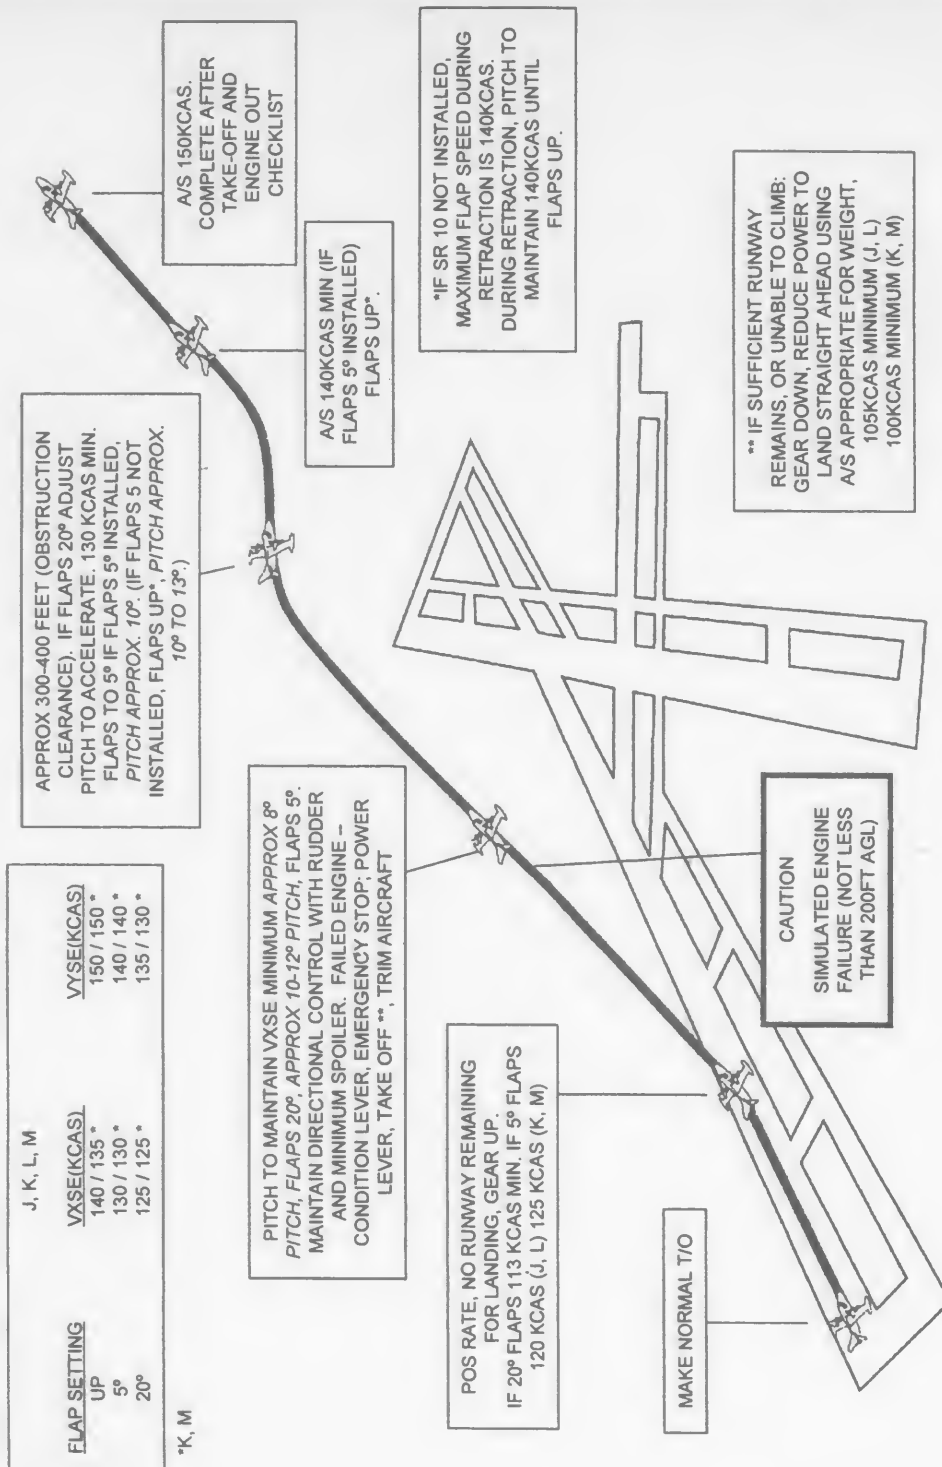 J, K, L, M
FLAP SETTING VXSE(KCAS) VYSE(KCAS)
UP 140 / 135 * 150 / 150 *
5º 130 / 130 * 140 / 140 *
20º 125 / 125 * 135 / 130 *
*K, M
APPROX 300-400 FEET (OBSTRUCTION
CLEARANCE). IF FLAPS 20º ADJUST
PITCH TO ACCELERATE. 130 KCAS MIN.
FLAPS TO 5º IF FLAPS 5º INSTALLED,
PITCH APPROX. 10º. (IF FLAPS 5 NOT
INSTALLED, FLAPS UP*, PITCH APPROX.
10º TO 13º.)
A/S 150KCAS.
COMPLETE AFTER
TAKE-OFF AND
ENGINE OUT
CHECKLIST
PITCH TO MAINTAIN VXSE MINIMUM APPROX 8º
PITCH, FLAPS 20º, APPROX 10-12º PITCH, FLAPS 5º.
MAINTAIN DIRECTIONAL CONTROL WITH RUDDER
AND MINIMUM SPOILER. FAILED ENGINE –
CONDITION LEVER, EMERGENCY STOP; POWER
LEVER, TAKE OFF **, TRIM AIRCRAFT
A/S 140KCAS MIN (IF
FLAPS 5º INSTALLED)
FLAPS UP*.
*IF SR 10 NOT INSTALLED,
MAXIMUM FLAP SPEED DURING
RETRACTION IS 140KCAS.
DURING RETRACTION, PITCH TO
MAINTAIN 140KCAS UNTIL
FLAPS UP.
POS RATE, NO RUNWAY REMAINING
FOR LANDING, GEAR UP.
IF 20º FLAPS 113 KCAS MIN. IF 5º FLAPS
120 KCAS (J, L) 125 KCAS (K, M)
MAKE NORMAL T/O
CAUTION
SIMULATED ENGINE
FAILURE (NOT LESS
THAN 200FT AGL)
** IF SUFFICIENT RUNWAY
REMAINS, OR UNABLE TO CLIMB:
GEAR DOWN, REDUCE POWER TO
LAND STRAIGHT AHEAD USING
A/S APPROPRIATE FOR WEIGHT,
105KCAS MINIMUM (J, L)
100KCAS MINIMUM (K, M)